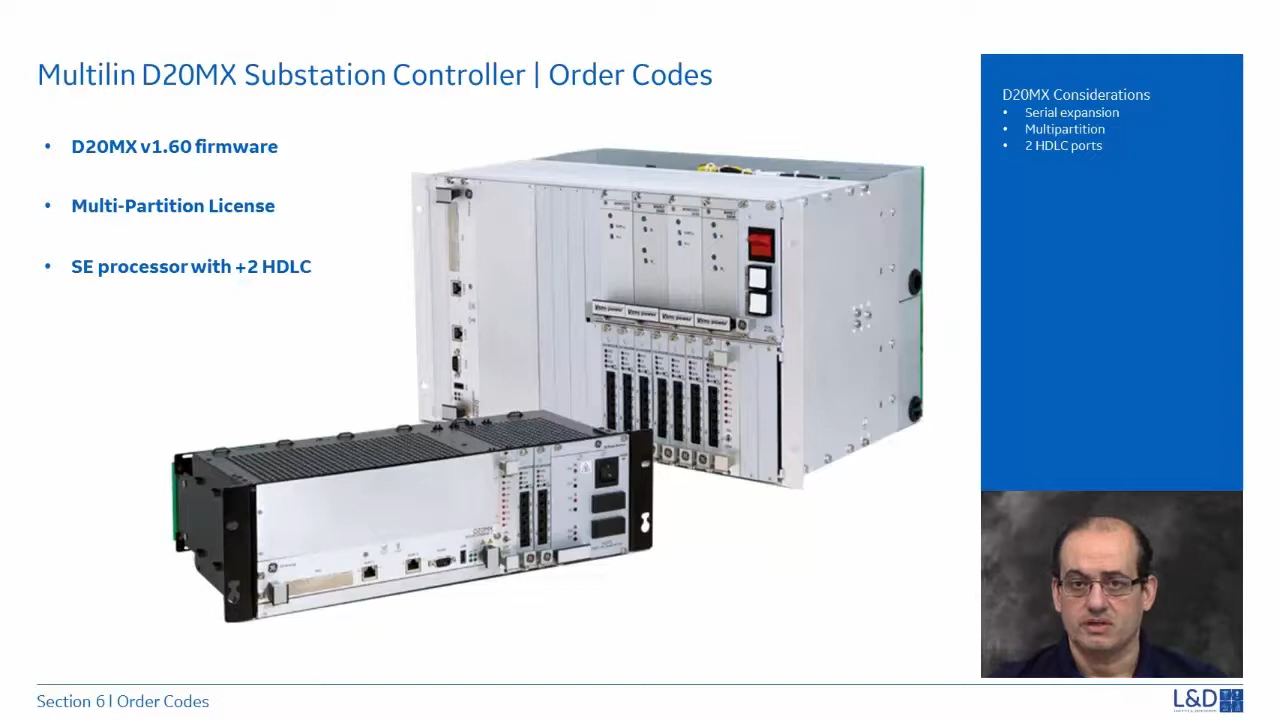 Multilin D20MX Substation Controller | Order Codes
• D20MX v1.60 firmware
• Multi-Partition License
• SE processor with +2 HDLC
D20MX Considerations
• Serial expansion
• Multipartition
• 2 HDLC ports
D20MX
Section 6 | Order Codes
L&D